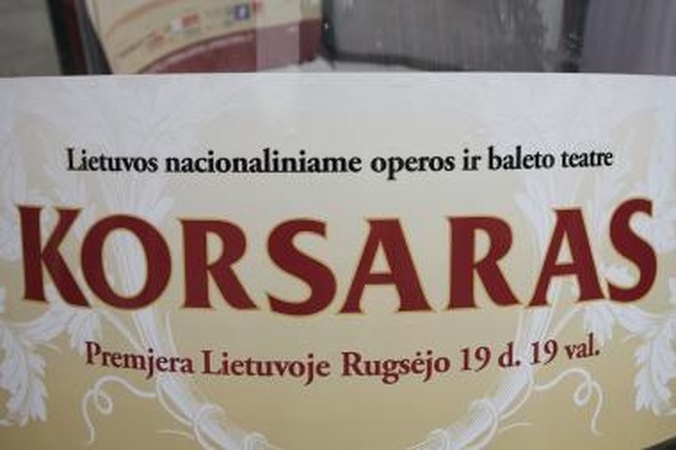 Lietuvos nacionaliniame operos ir baleto teatre
KORSARAS
Premjera Lietuvoje Rugsėjo 19 d. 19 val.